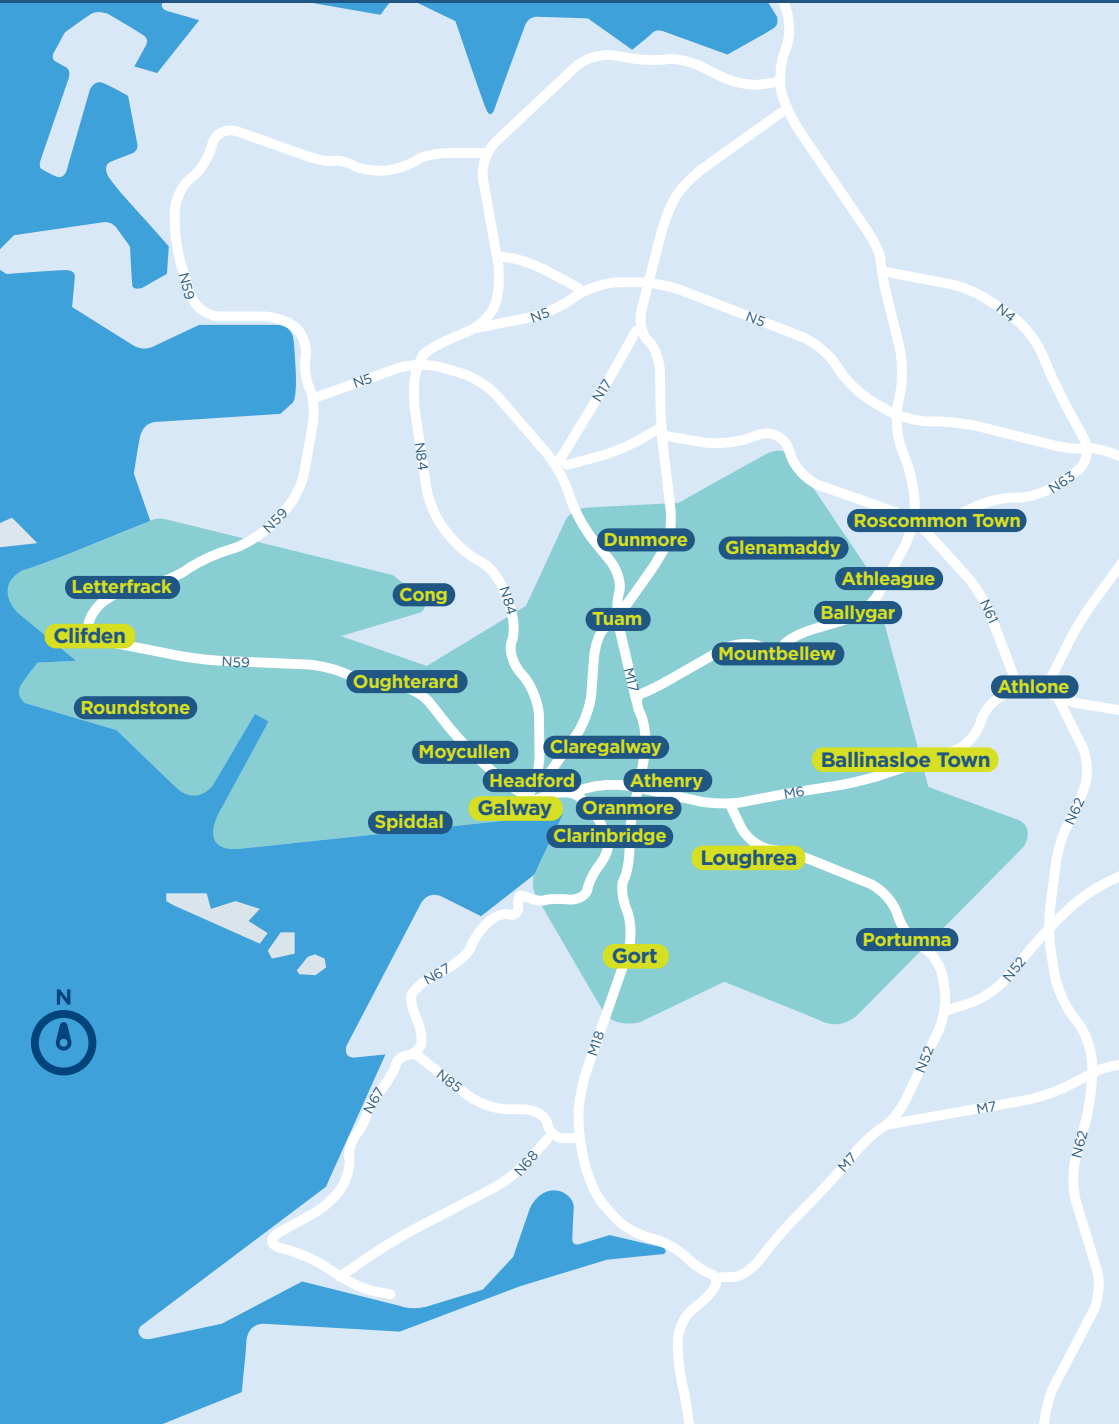 N59
N4
N5
N5
N5
N17
N84
N63
N59
Roscommon Town
Dunmore
Glenamaddy
Athleague
Letterfrack
Cong
N84
Ballygar
N61
Tuam
Clifden
Mountbellew
N59
Oughterard
M17
Athlone
Roundstone
Moycullen
Claregalway
Ballinasloe Town
Headford
Athenry
M6
Galway
Oranmore
N62
Spiddal
Clarinbridge
Loughrea
Portumna
Gort
N67
N52
N
M18
N52
N85
N67
M7
N62
N68
M7